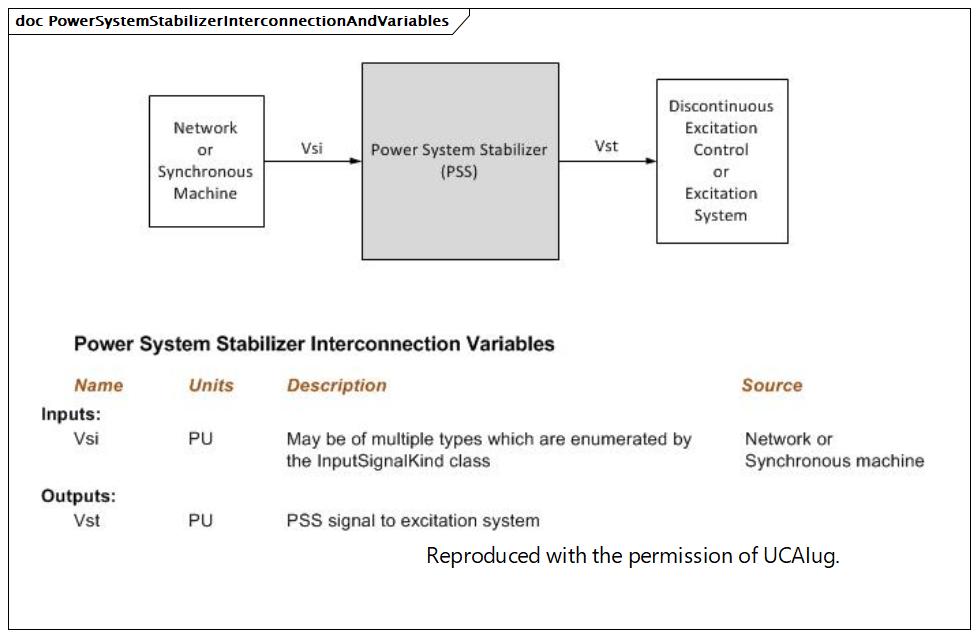 doc PowerSystemStabilizerInterconnectionAndVariables
Network
or
Synchronous
Machine
Vsi
Power System Stabilizer
(PSS)
Vst
Discontinuous
Excitation
Control
or
Excitation
System
Power System Stabilizer Interconnection Variables
Name Units Description Source
Inputs:
Vsi PU May be of multiple types which are enumerated by Network or
the InputSignalKind class Synchronous machine
Outputs:
Vst PU PSS signal to excitation system
Reproduced with the permission of UCAIug.